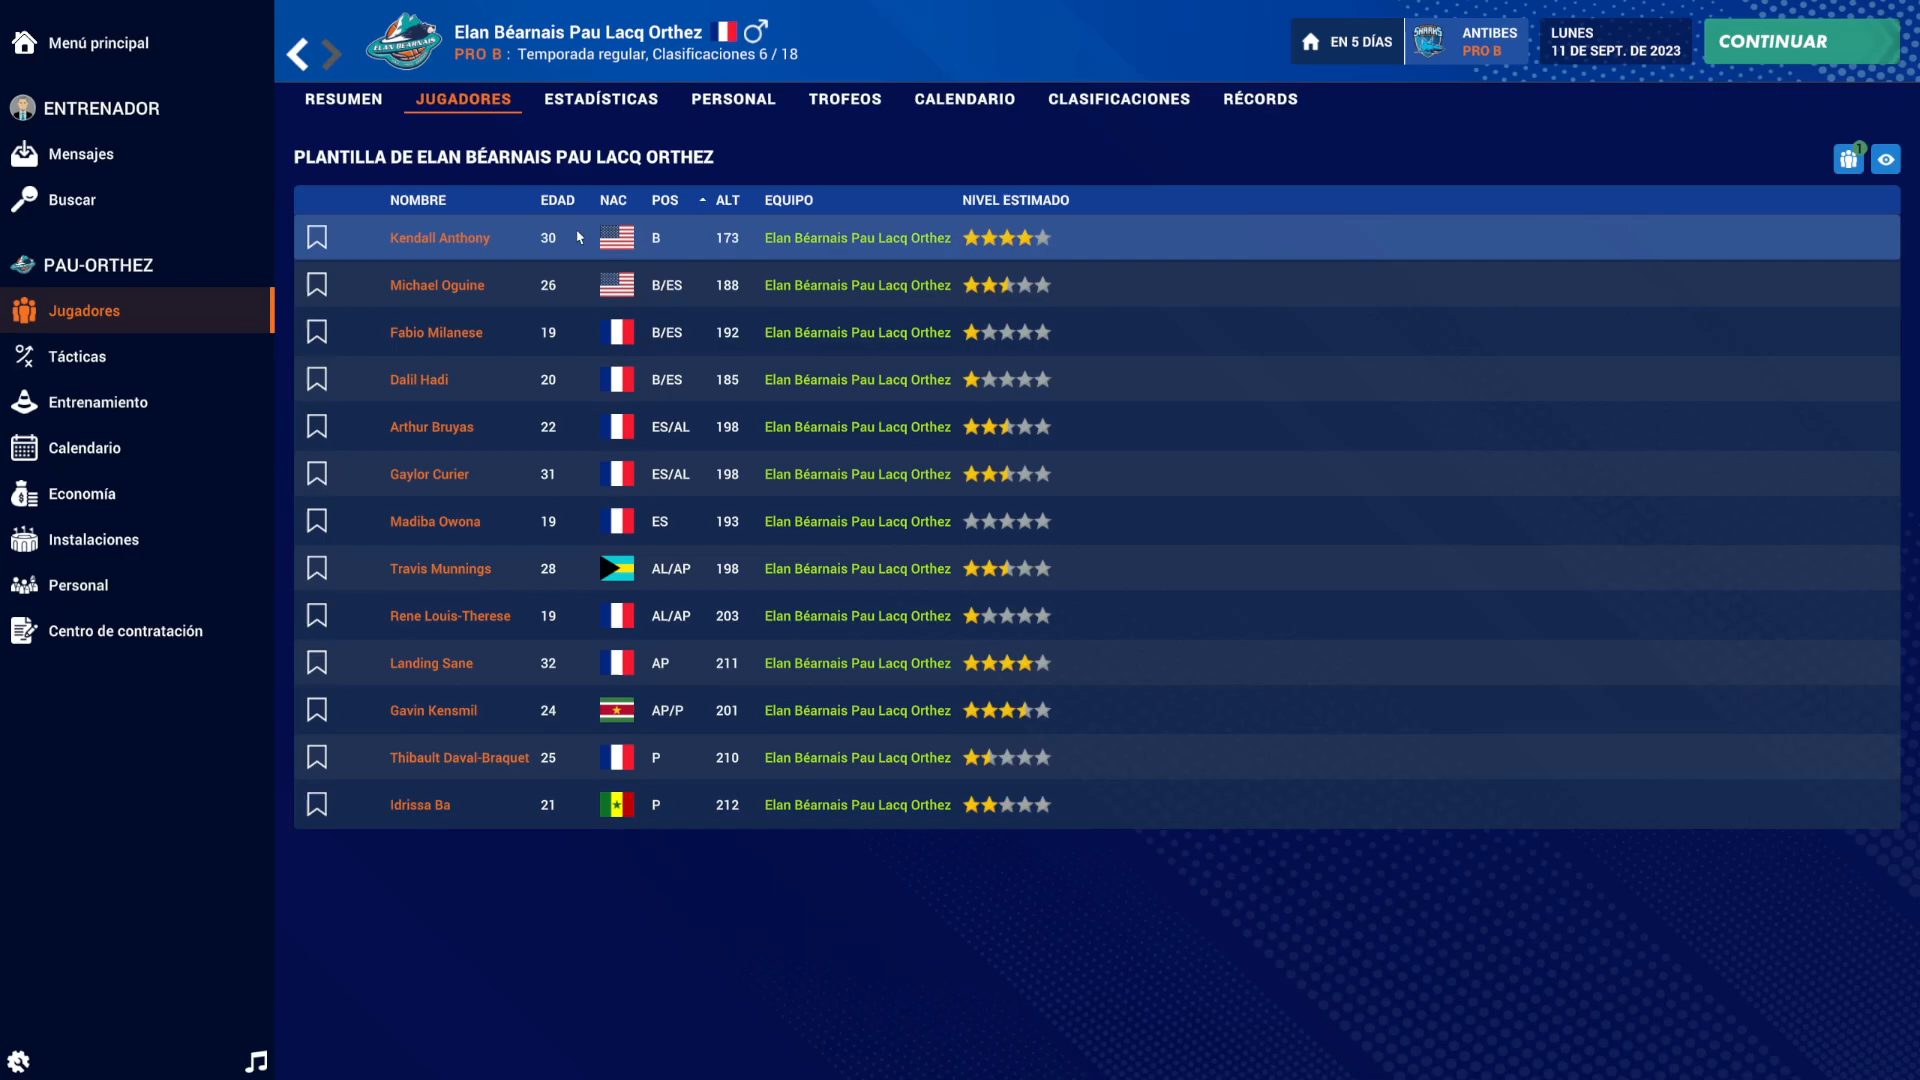 Menú principal
ENTRENADOR
Mensajes
Buscar
PAU-ORTHEZ
Jugadores
Tácticas
Entrenamiento
Calendario
Economía
Instalaciones
Personal
Centro de contratación
ELAN BÉARNAIS
Elan Béarnais Pau Lacq Orthez
PRO B : Temporada regular, Clasificaciones 6 / 18
EN 5 DÍAS
SHARKS
ANTIBES
PRO B
LUNES
11 DE SEPT. DE 2023
CONTINUAR
RESUMEN JUGADORES ESTADÍSTICAS PERSONAL TROFEOS CALENDARIO CLASIFICACIONES RÉCORDS
PLANTILLA DE ELAN BÉARNAIS PAU LACQ ORTHEZ
1
NOMBRE EDAD NAC POS ALT EQUIPO NIVEL ESTIMADO
Kendall Anthony 30 B 173 Elan Béarnais Pau Lacq Orthez
Michael Oguine 26 B/ES 188 Elan Béarnais Pau Lacq Orthez
Fabio Milanese 19 B/ES 192 Elan Béarnais Pau Lacq Orthez
Dalil Hadi 20 B/ES 185 Elan Béarnais Pau Lacq Orthez
Arthur Bruyas 22 ES/AL 198 Elan Béarnais Pau Lacq Orthez
Gaylor Curier 31 ES/AL 198 Elan Béarnais Pau Lacq Orthez
Madiba Owona 19 ES 193 Elan Béarnais Pau Lacq Orthez
Travis Munnings 28 AL/AP 198 Elan Béarnais Pau Lacq Orthez
Rene Louis-Therese 19 AL/AP 203 Elan Béarnais Pau Lacq Orthez
Landing Sane 32 AP 211 Elan Béarnais Pau Lacq Orthez
Gavin Kensmil 24 AP/P 201 Elan Béarnais Pau Lacq Orthez
Thibault Daval-Braquet 25 P 210 Elan Béarnais Pau Lacq Orthez
Idrissa Ba 21 P 212 Elan Béarnais Pau Lacq Orthez